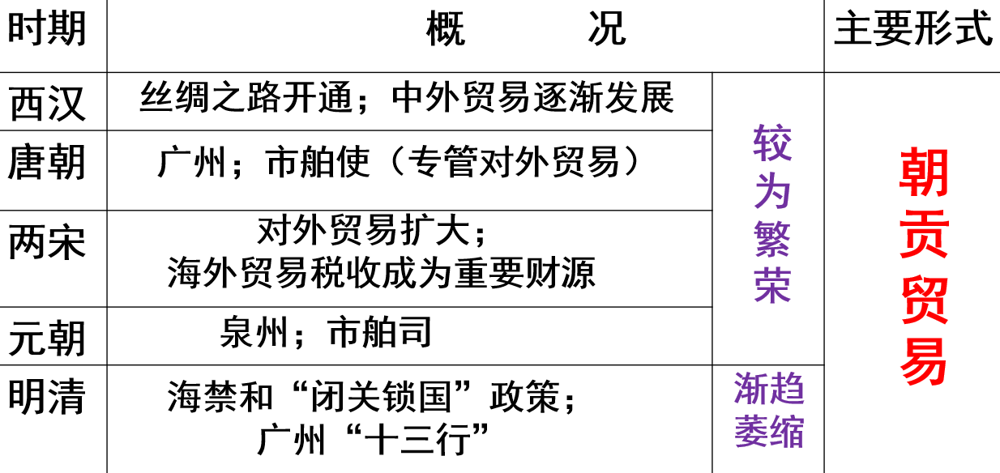 时期 概 况 主要形式
西汉 丝绸之路开通；中外贸易逐渐发展
唐朝 广州；市舶使（专管对外贸易）
两宋 对外贸易扩大；
海外贸易税收成为重要财源
元朝 泉州；市舶司
较为繁荣
明清 海禁和“闭关锁国”政策；
广州“十三行”
渐趋
萎缩
朝贡贸易